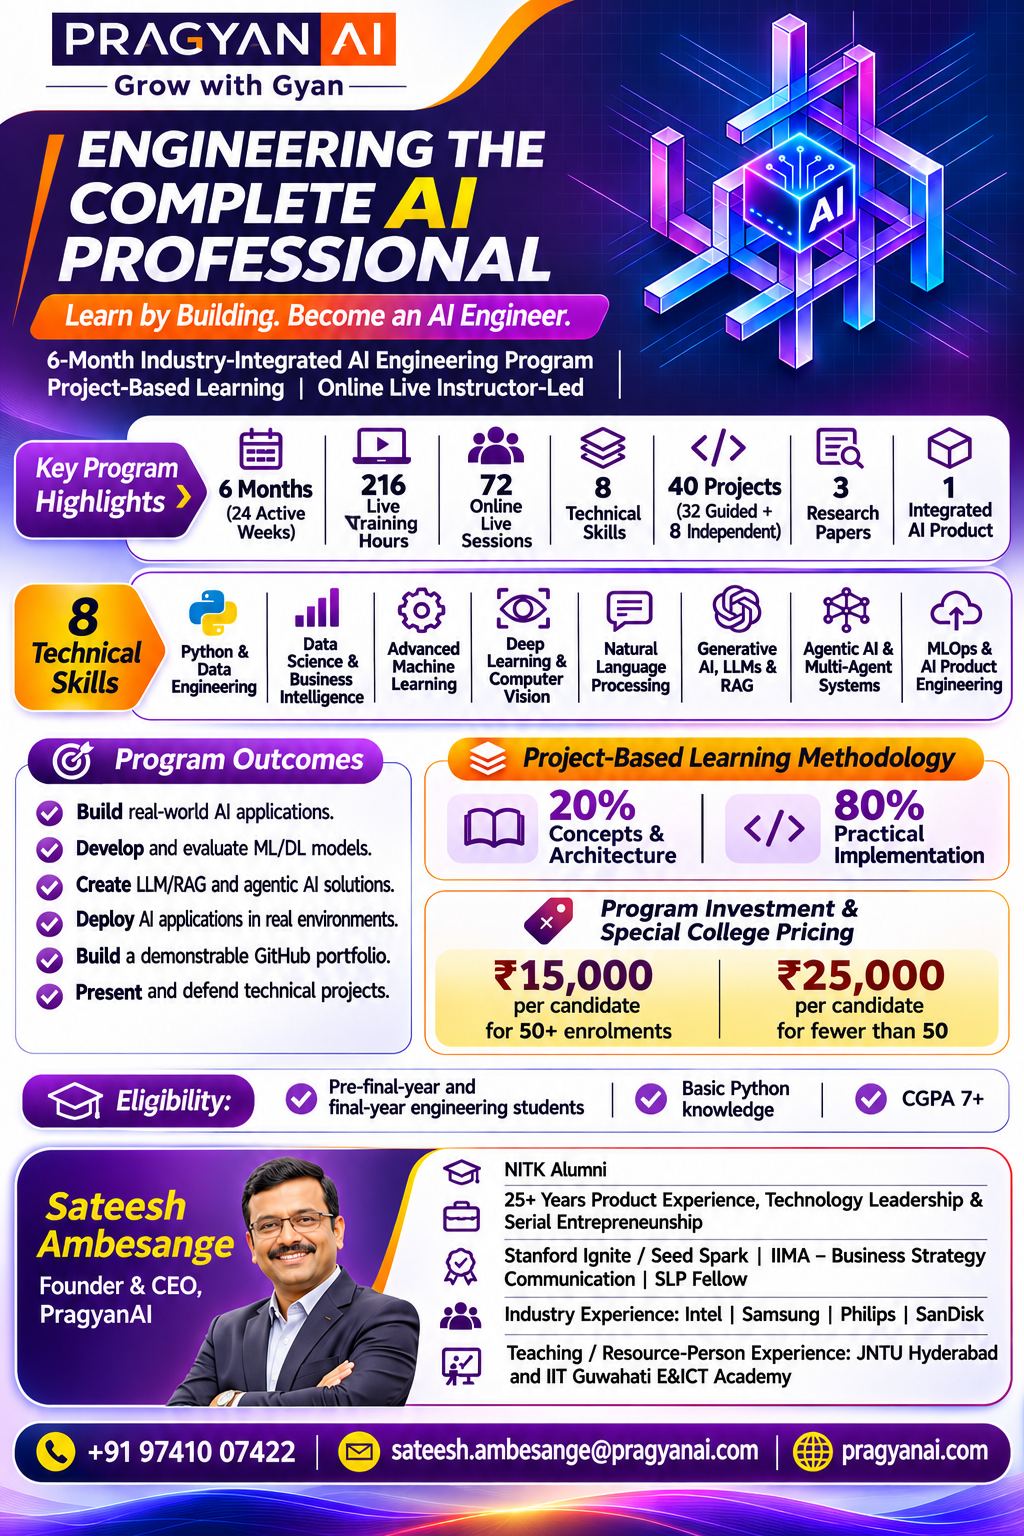 PRAGYAN AI
Grow with Gyan
ENGINEERING THE
COMPLETE AI
PROFESSIONAL
Learn by Building. Become an AI Engineer.
6-Month Industry-Integrated AI Engineering Program
Project-Based Learning | Online Live Instructor-Led
AI
Key Program
Highlights
6 Months
(24 Active
Weeks)
216
Live
Training
Hours
72
Online
Live
Sessions
8
Technical
Skills
40 Projects
(32 Guided +
8 Independent)
3
Research
Papers
1
Integrated
AI Product
8
Technical
Skills
Python &
Data
Engineering
Data
Science &
Business
Intelligence
Advanced
Machine
Learning
Deep
Learning &
Computer
Vision
Natural
Language
Processing
Generative
AI, LLMs &
RAG
Agentic AI &
Multi-Agent
Systems
MLOps &
AI Product
Engineering
Program Outcomes
Build real-world AI applications.
Develop and evaluate ML/DL models.
Create LLM/RAG and agentic AI solutions.
Deploy AI applications in real environments.
Build a demonstrable GitHub portfolio.
Present and defend technical projects.
Project-Based Learning Methodology
20%
Concepts &
Architecture
80%
Practical
Implementation
Program Investment &
Special College Pricing
₹15,000
per candidate
for 50+ enrolments
₹25,000
per candidate
for fewer than 50
Eligibility:
Pre-final-year and
final-year engineering students
Basic Python
knowledge
CGPA 7+
Sateesh
Ambesange
Founder & CEO,
PragyanAI
NITK Alumni
25+ Years Product Experience, Technology Leadership &
Serial Entrepreneunship
Stanford Ignite / Seed Spark | IIMA – Business Strategy
Communication | SLP Fellow
Industry Experience: Intel | Samsung | Philips | SanDisk
Teaching / Resource-Person Experience: JNTU Hyderabad
and IIT Guwahati E&ICT Academy
+91 97410 07422
sateesh.ambesange@pragyanai.com
pragyanai.com